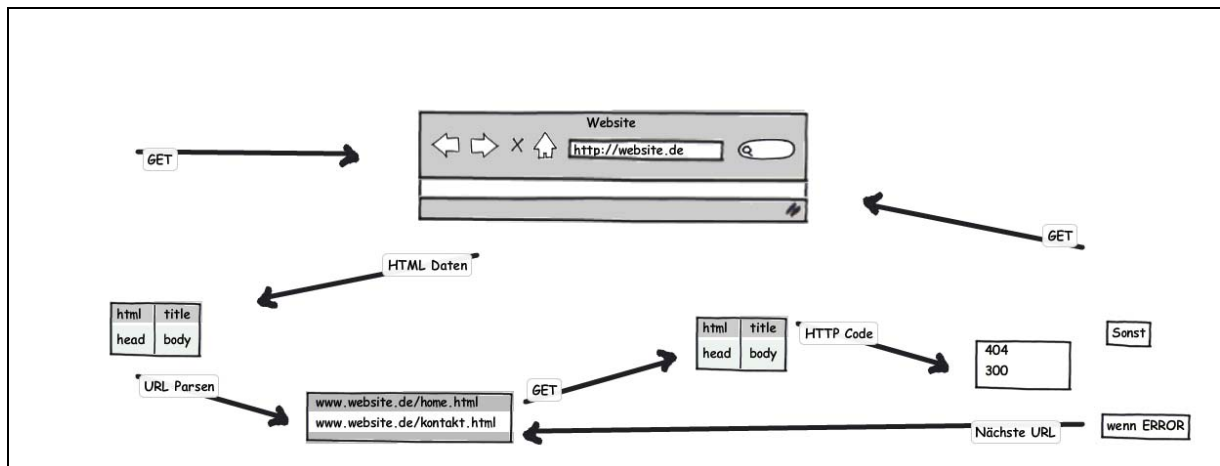 Website
http://website.de
GET
GET
HTML Daten
html title
head body
html title
head body
HTTP Code
404
300
Sonst
URL Parsen
www.website.de/home.html
www.website.de/kontakt.html
GET
Nächste URL
wenn ERROR